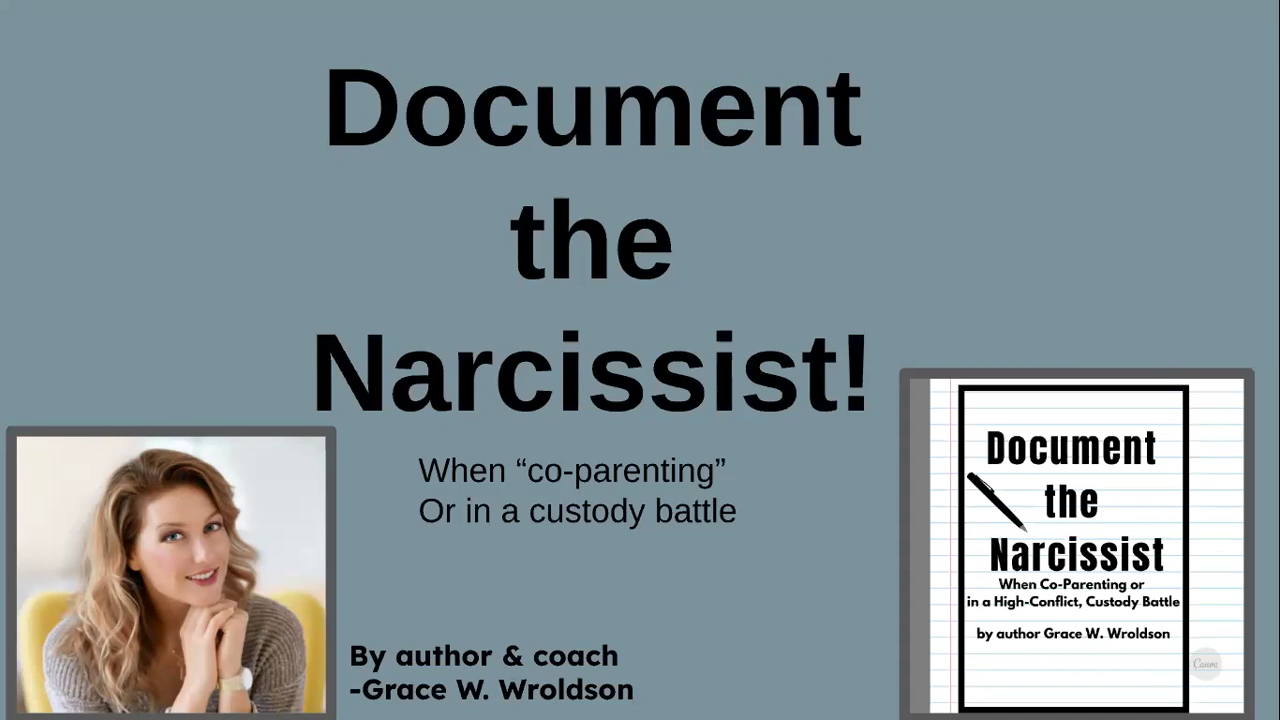 Document
the
Narcissist!
When “co-parenting”
Or in a custody battle
By author & coach
-Grace W. Wroldson
Document
the
Narcissist
When Co-Parenting or
in a High-Conflict, Custody Battle
by author Grace W. Wroldson
Canva